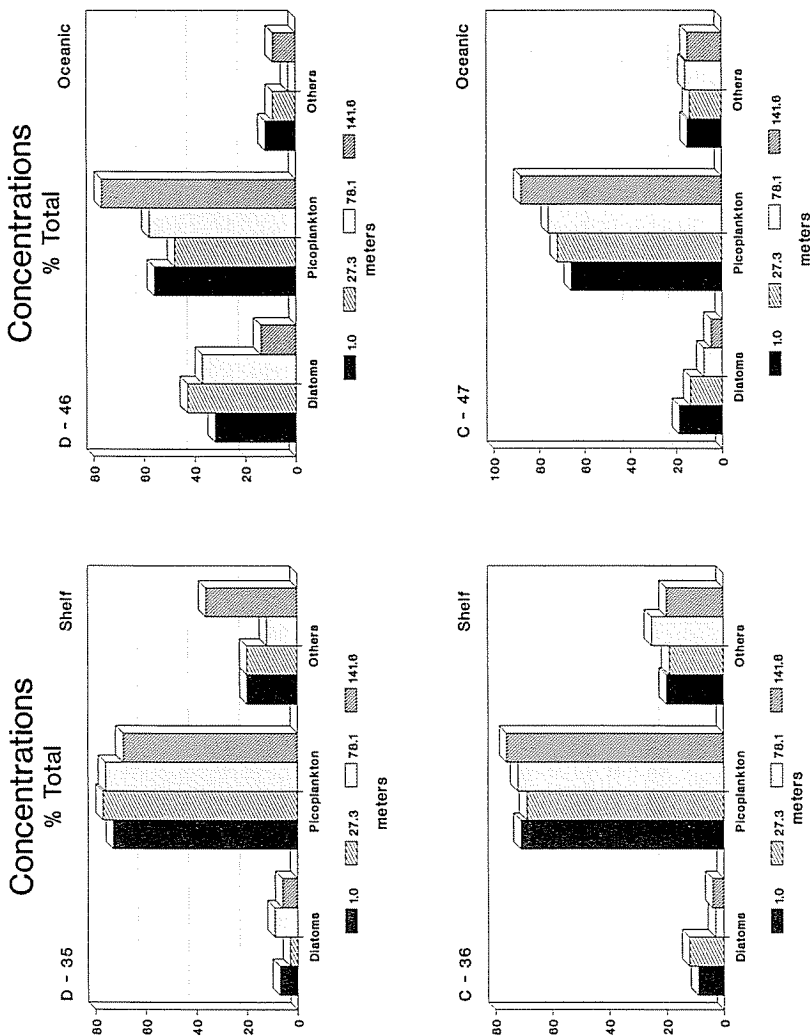 Concentrations
% Total
D - 35
Shelf
80
60
40
20
0
Diatoms
Picoplankton
Others
meters
1.0
27.3
78.1
141.6
Concentrations
% Total
D - 46
Oceanic
80
60
40
20
0
Diatoms
Picoplankton
Others
meters
1.0
27.3
78.1
141.6
C - 36
Shelf
80
60
40
20
0
Diatoms
Picoplankton
Others
meters
1.0
27.3
78.1
141.6
C - 47
Oceanic
100
80
60
40
20
0
Diatoms
Picoplankton
Others
meters
1.0
27.3
78.1
141.6